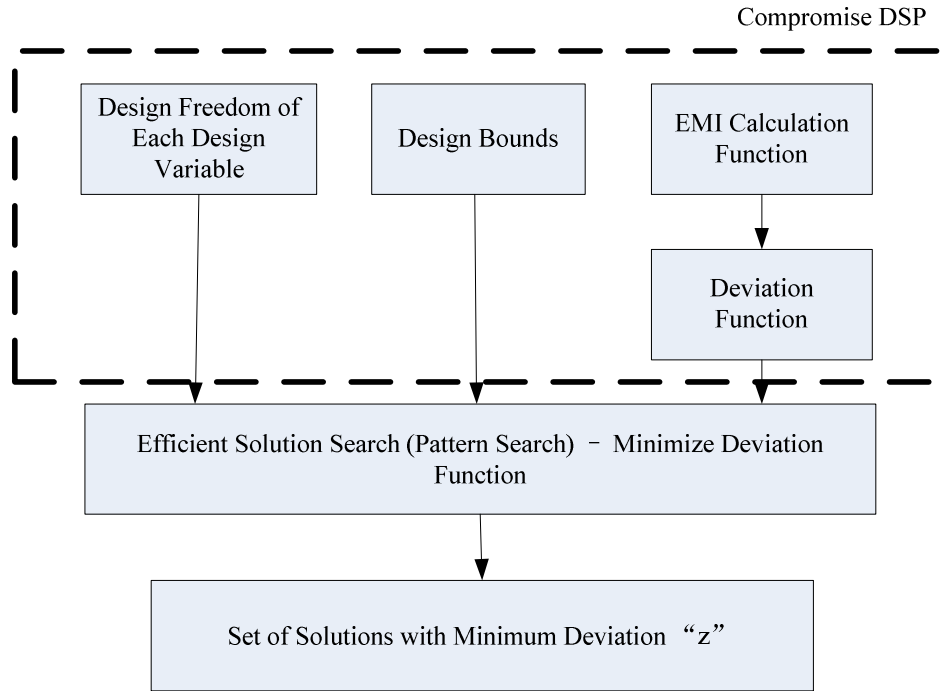 Compromise DSP
Design Freedom of
Each Design
Variable
Design Bounds
EMI Calculation
Function
Deviation
Function
Efficient Solution Search (Pattern Search) – Minimize Deviation
Function
Set of Solutions with Minimum Deviation “z”